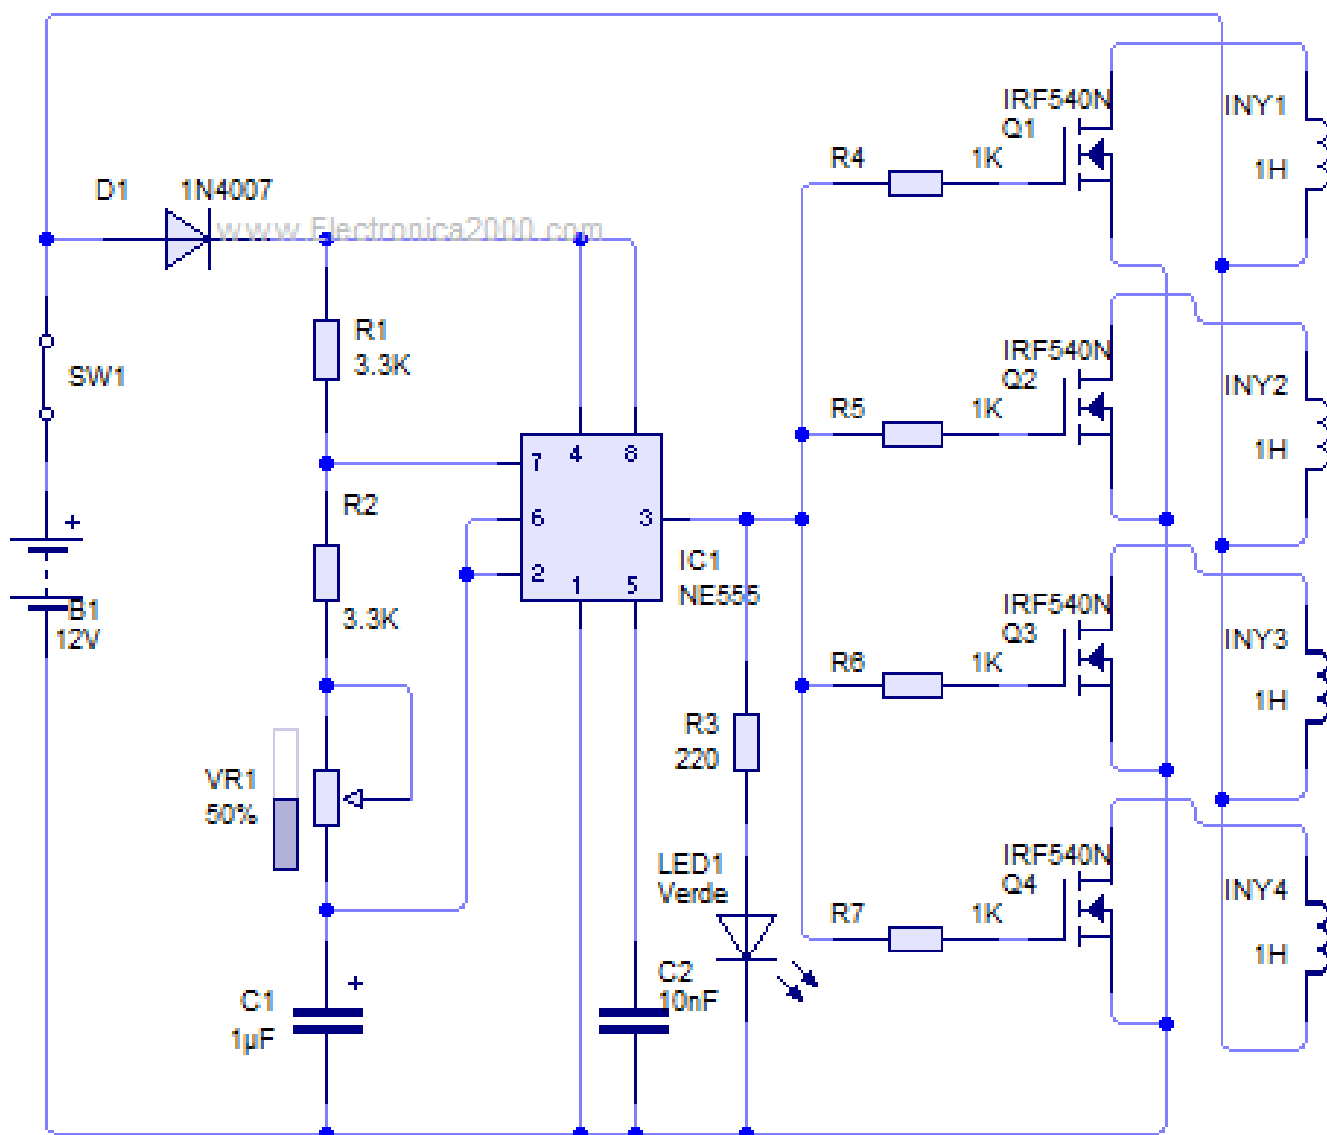 IRF540N
Q1
INY1
R4
1K
1H
D1
1N4007
www.Electronica2000.com
R1
3.3K
SW1
IRF540N
Q2
INY2
R5
1K
1H
7
4
8
6
3
2
1
5
R2
3.3K
IC1
NE555
+
B1
12V
IRF540N
Q3
INY3
R6
1K
1H
R3
220
VR1
50%
LED1
Verde
IRF540N
Q4
INY4
R7
1K
1H
+
C1
1µF
C2
10nF